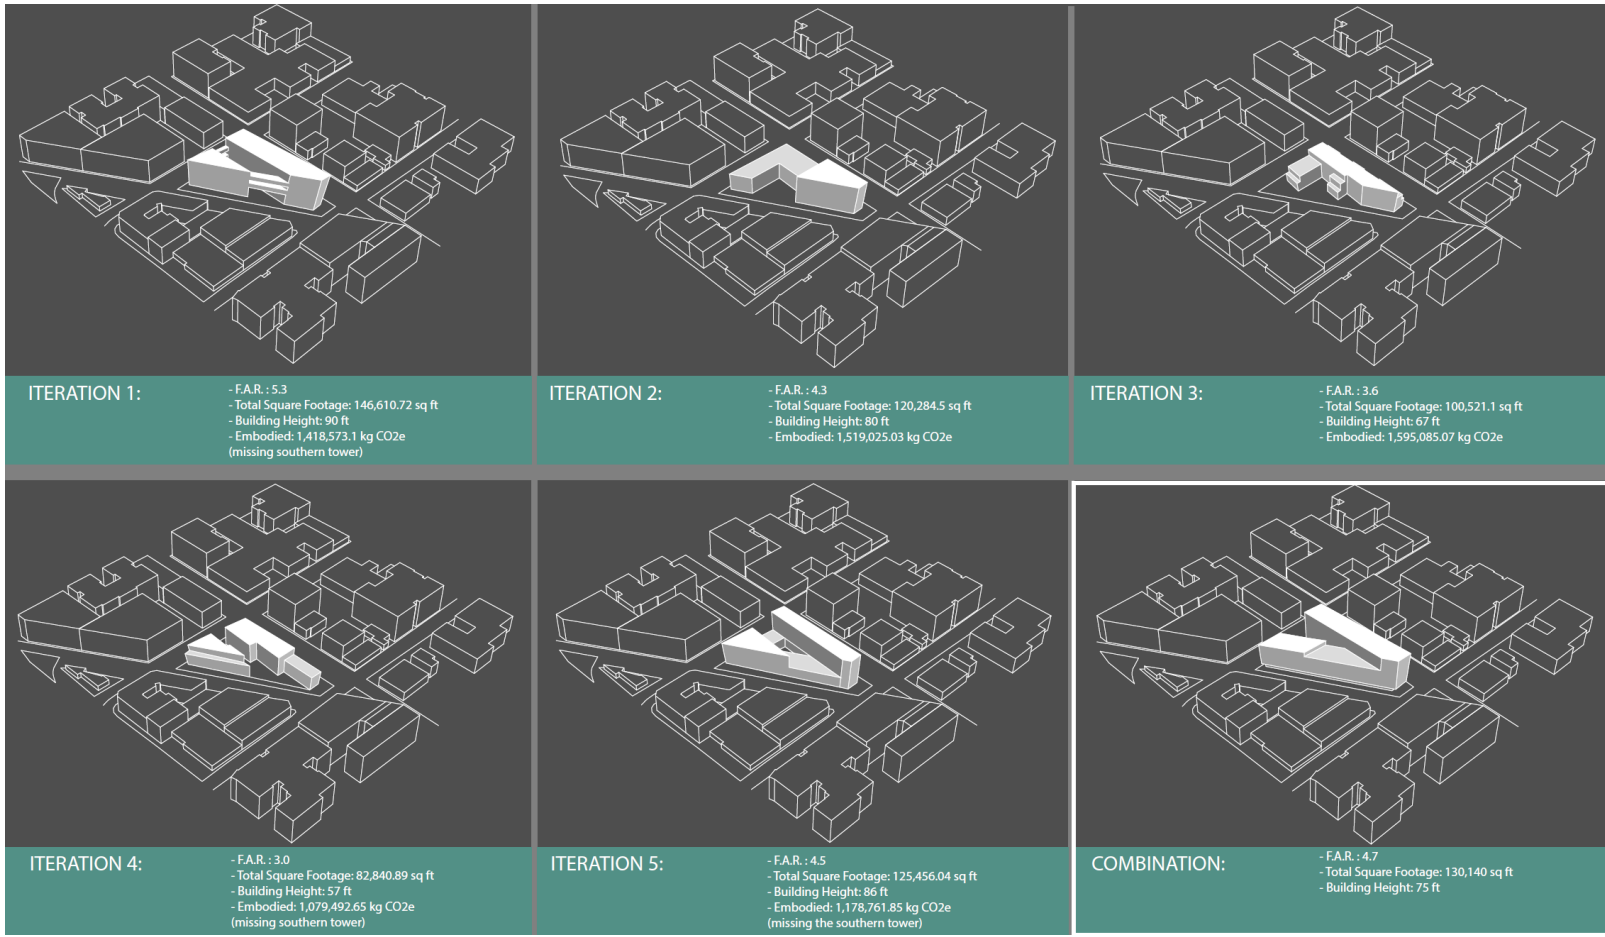 ITERATION 1:
- F.A.R. : 5.3
- Total Square Footage: 146,610.72 sq ft
- Building Height: 90 ft
- Embodied: 1,418,573.1 kg CO2e
(missing southern tower)
ITERATION 2:
- F.A.R. : 4.3
- Total Square Footage: 120,284.5 sq ft
- Building Height: 80 ft
- Embodied: 1,519,025.03 kg CO2e
ITERATION 3:
- F.A.R. : 3.6
- Total Square Footage: 100,521.1 sq ft
- Building Height: 67 ft
- Embodied: 1,595,085.07 kg CO2e
ITERATION 4:
- F.A.R. : 3.0
- Total Square Footage: 82,840.89 sq ft
- Building Height: 57 ft
- Embodied: 1,079,492.65 kg CO2e
(missing southern tower)
ITERATION 5:
- F.A.R. : 4.5
- Total Square Footage: 125,456.04 sq ft
- Building Height: 86 ft
- Embodied: 1,178,761.85 kg CO2e
(missing the southern tower)
COMBINATION:
- F.A.R. : 4.7
- Total Square Footage: 130,140 sq ft
- Building Height: 75 ft